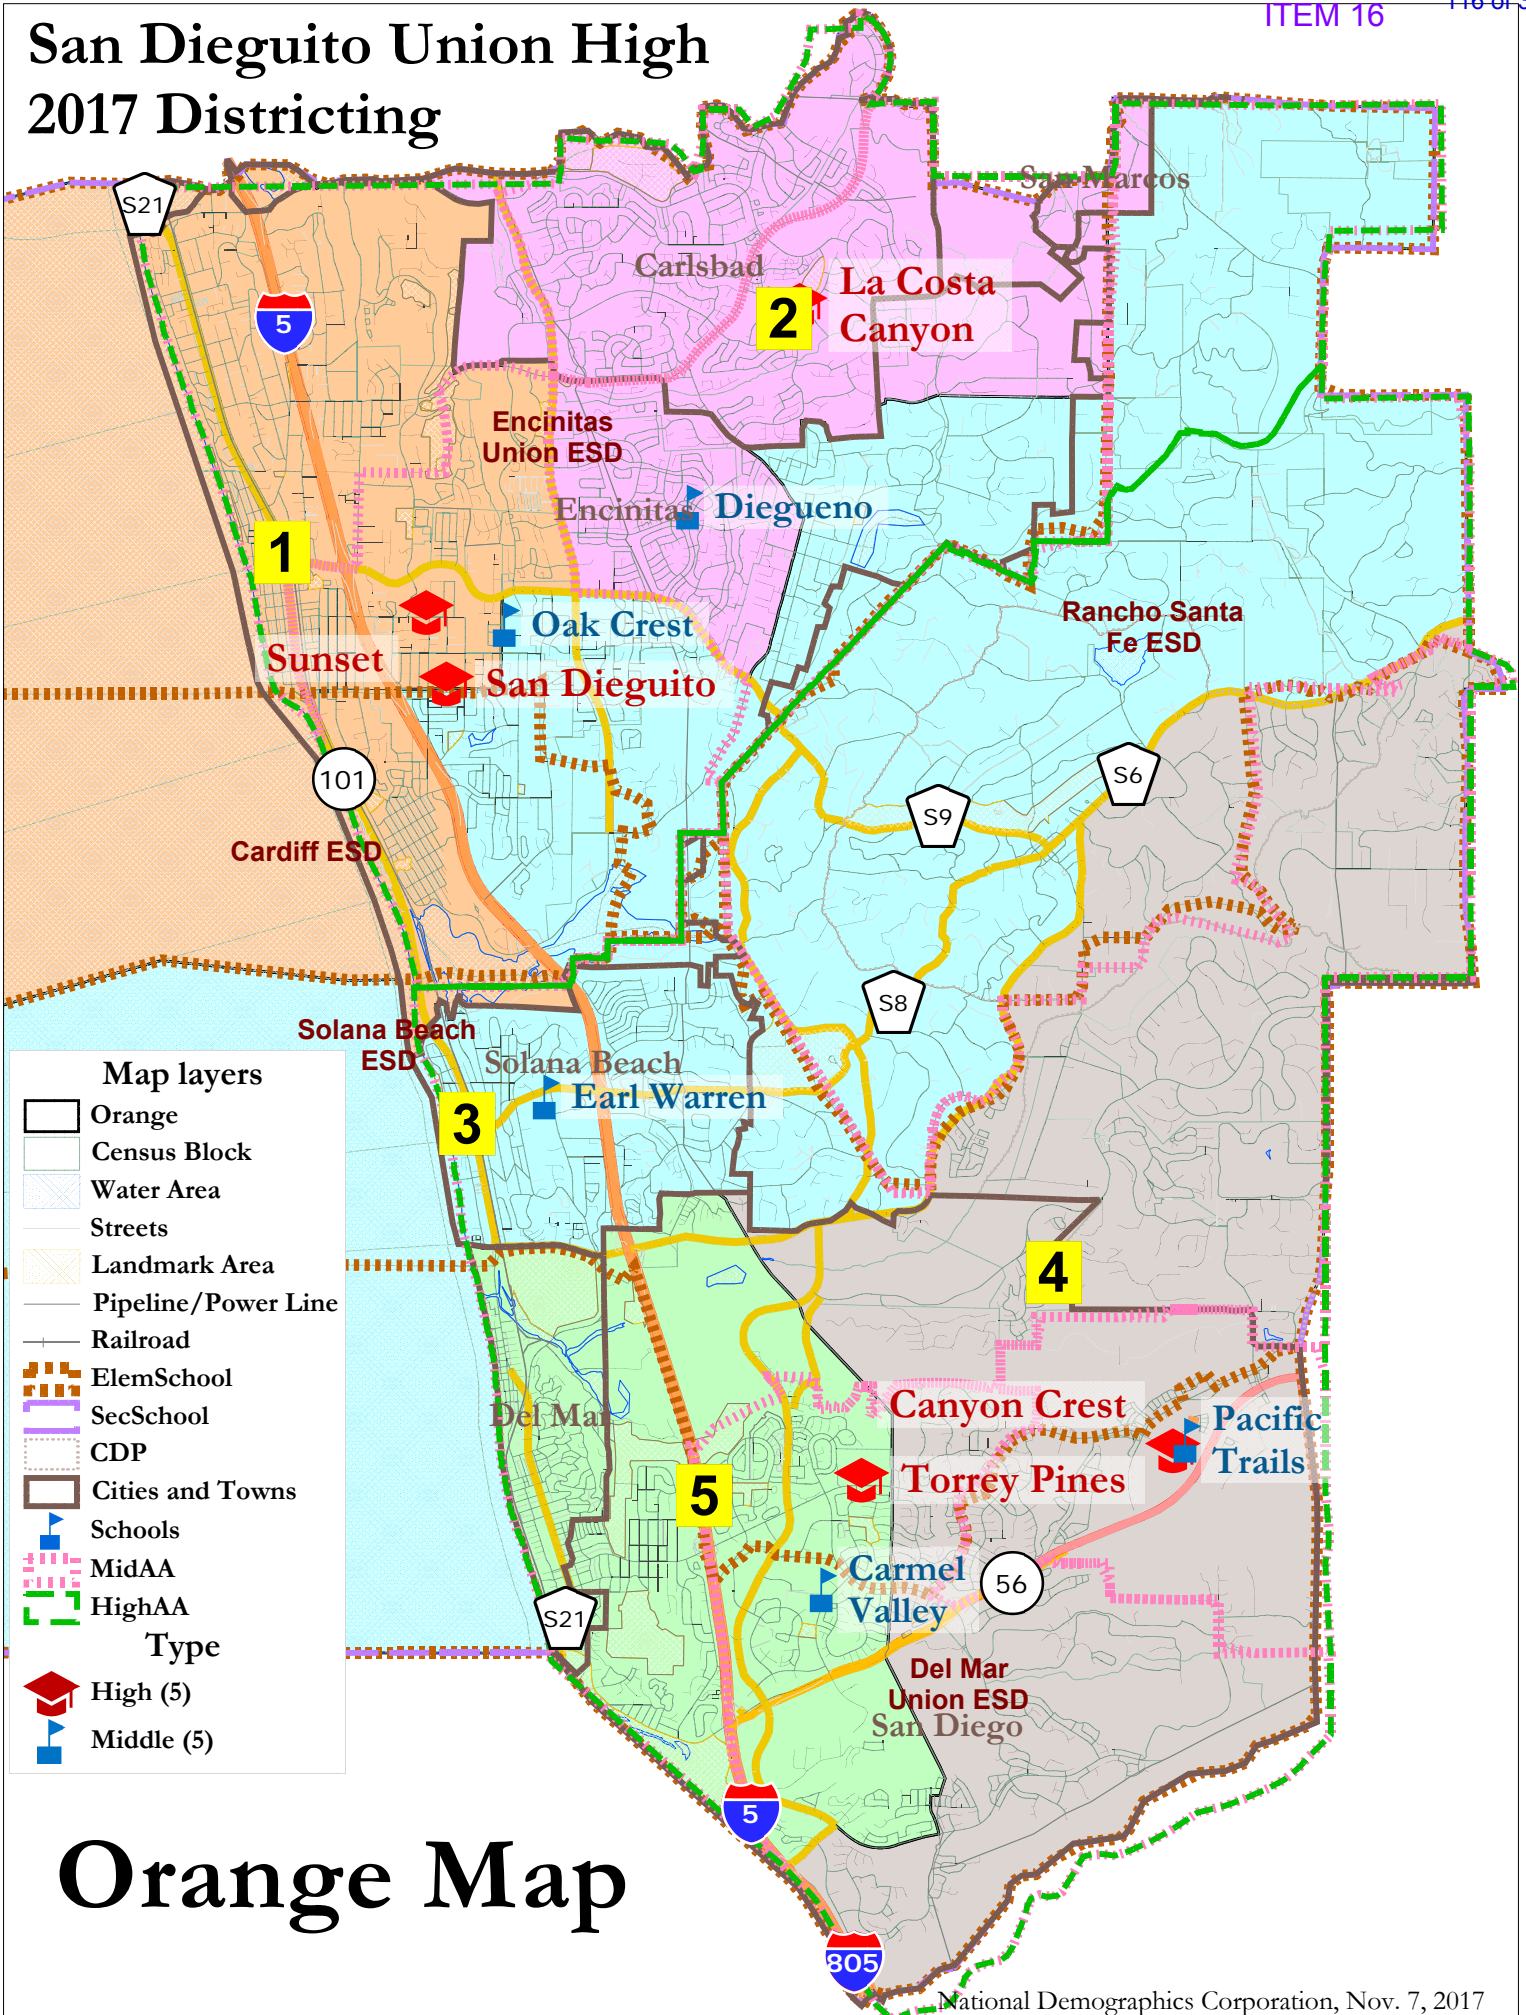 ITEM 16
San Dieguito Union High
2017 Districting
San Marcos
S21
5
Carlsbad
2
La Costa
Canyon
Encinitas
Union ESD
Encinitas
Diegueno
1
Oak Crest
Rancho Santa
Fe ESD
Sunset
San Dieguito
101
S6
S9
Cardiff ESD
S8
Solana Beach
ESD
Solana Beach
Earl Warren
3
Map layers
Orange
Census Block
Water Area
Streets
Landmark Area
Pipeline/Power Line
Railroad
ElemSchool
SecSchool
CDP
Cities and Towns
Schools
MidAA
HighAA
Type
High (5)
Middle (5)
4
Del Mar
Canyon Crest
Pacific
Trails
5
Torrey Pines
Carmel
Valley
56
S21
Del Mar
Union ESD
San Diego
5
Orange Map
805
National Demographics Corporation, Nov. 7, 2017